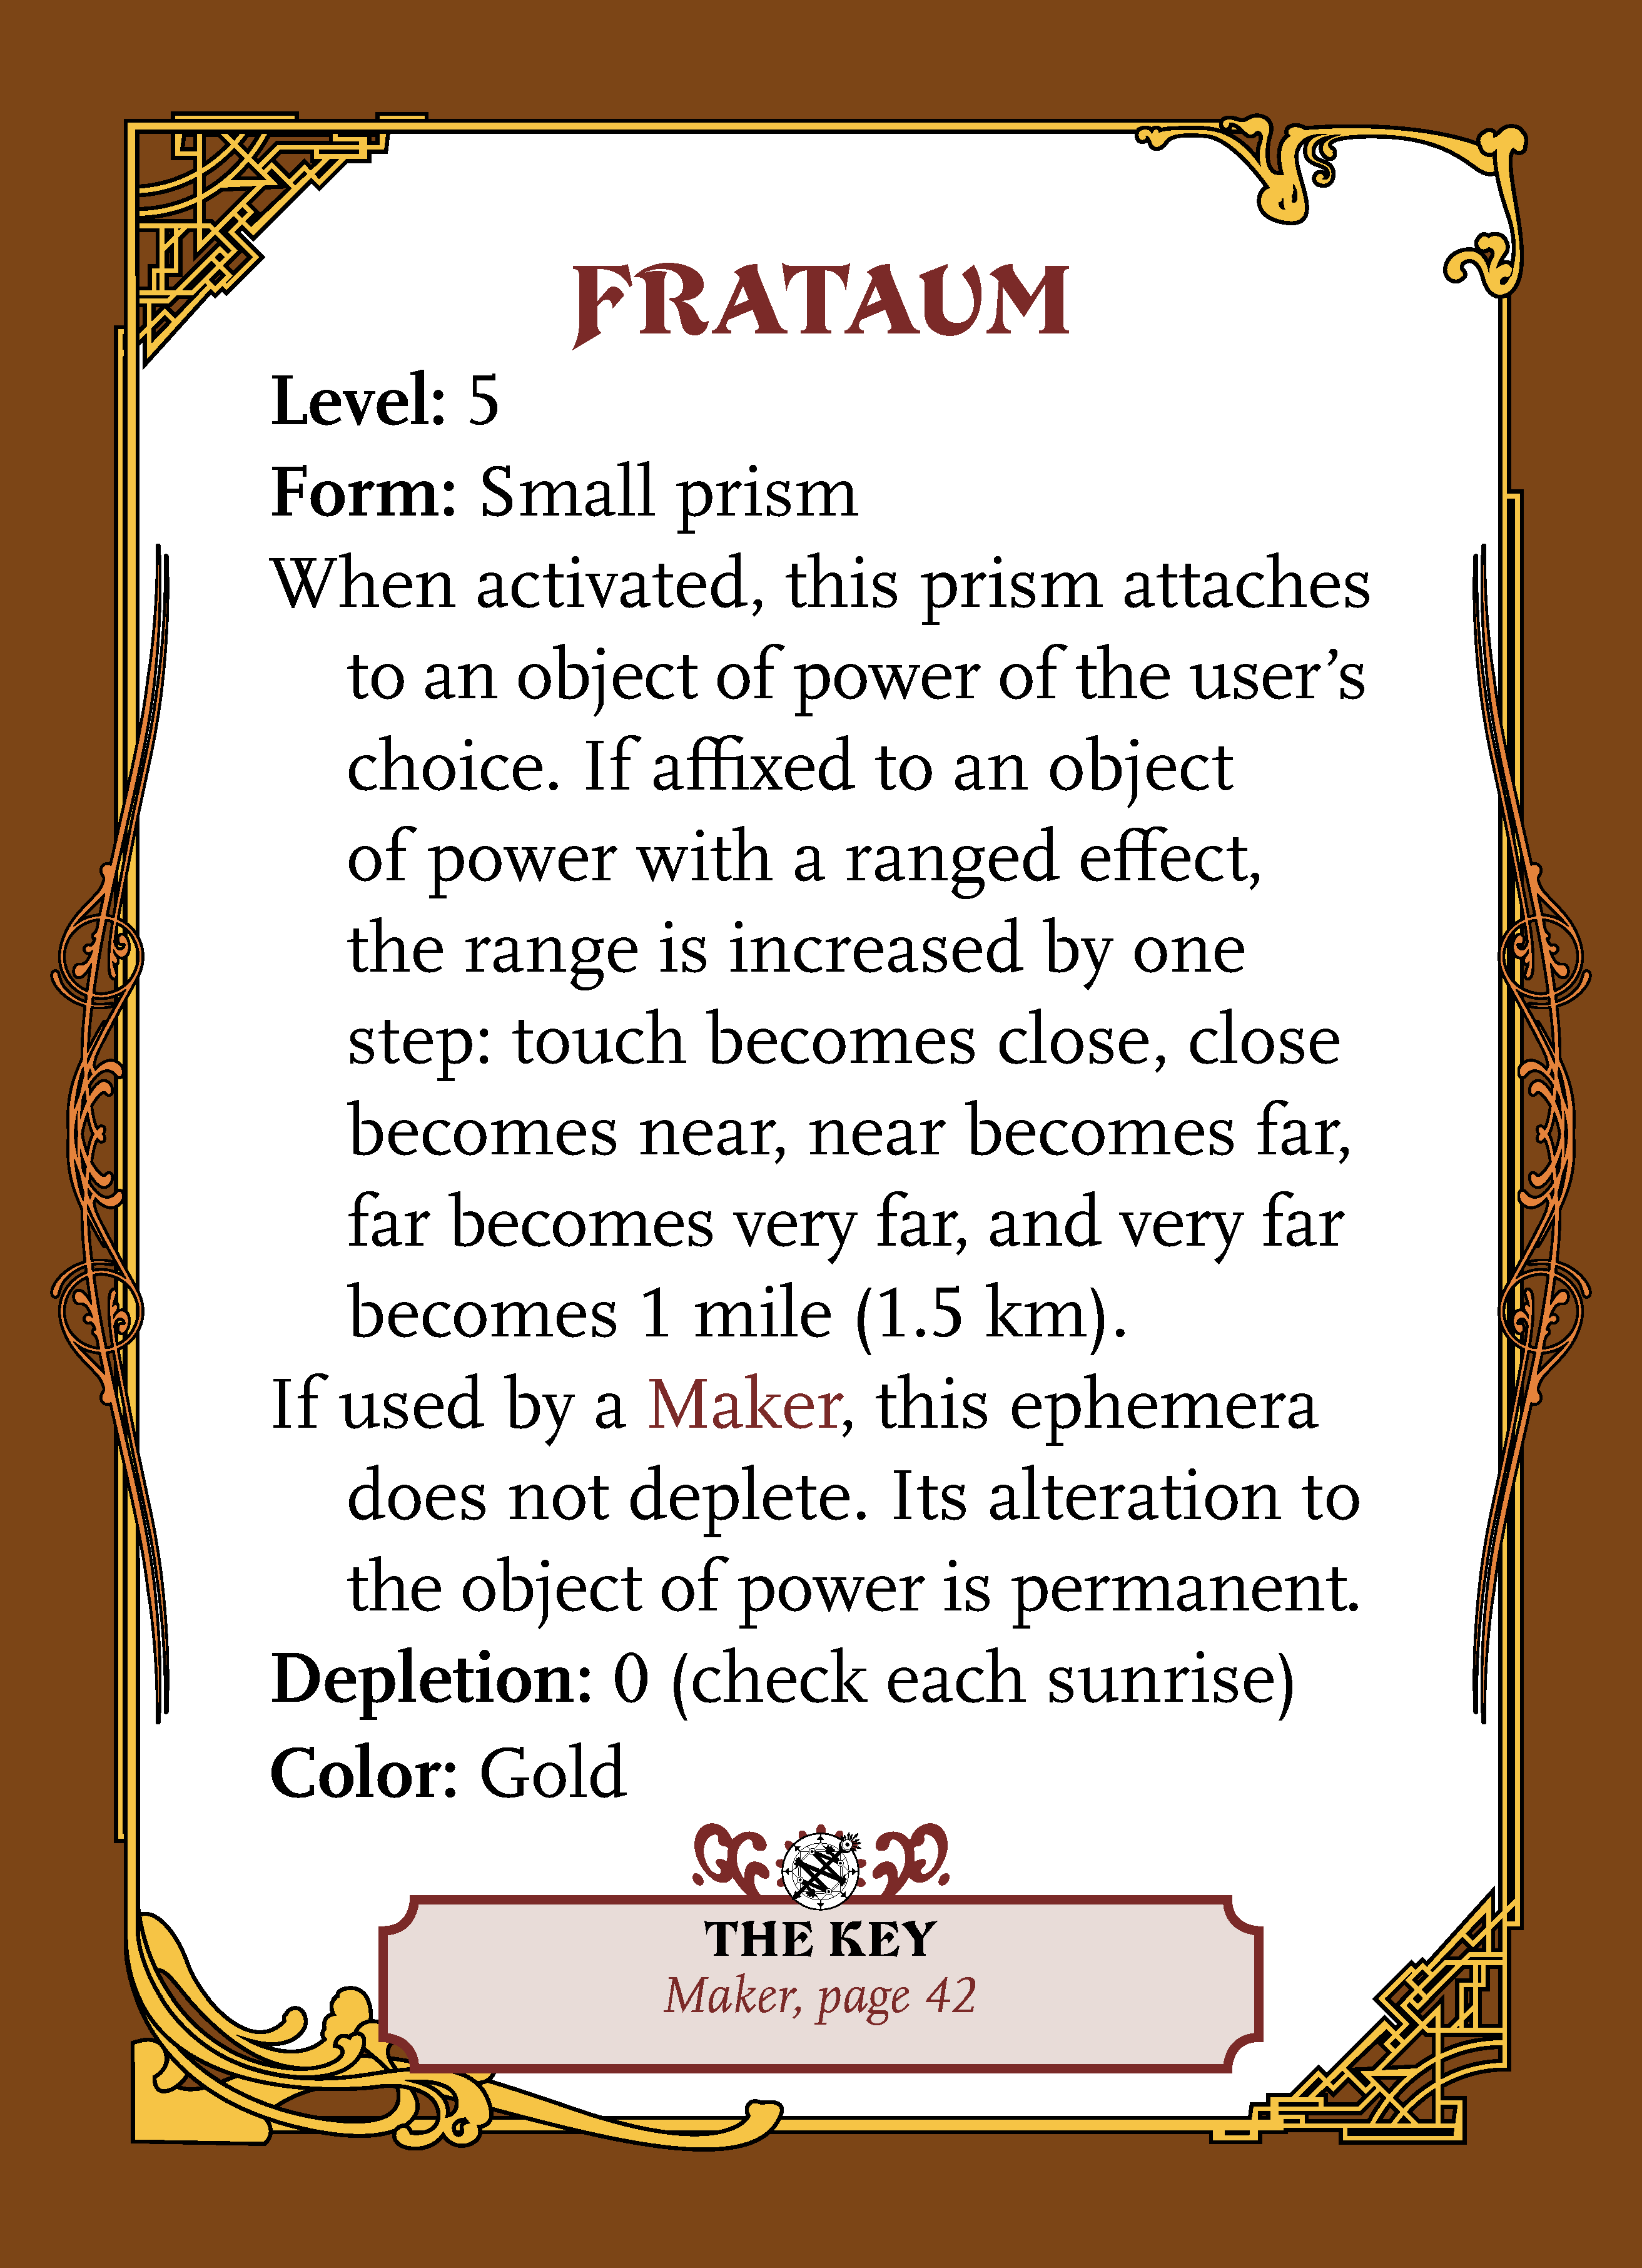 FRATAUM
Level: 5
Form: Small prism
When activated, this prism attaches
to an object of power of the user’s
choice. If affixed to an object
of power with a ranged effect,
the range is increased by one
step: touch becomes close, close
becomes near, near becomes far,
far becomes very far, and very far
becomes 1 mile (1.5 km).
If used by a Maker, this ephemera
does not deplete. Its alteration to
the object of power is permanent.
Depletion: 0 (check each sunrise)
Color: Gold
THE KEY
Maker, page 42